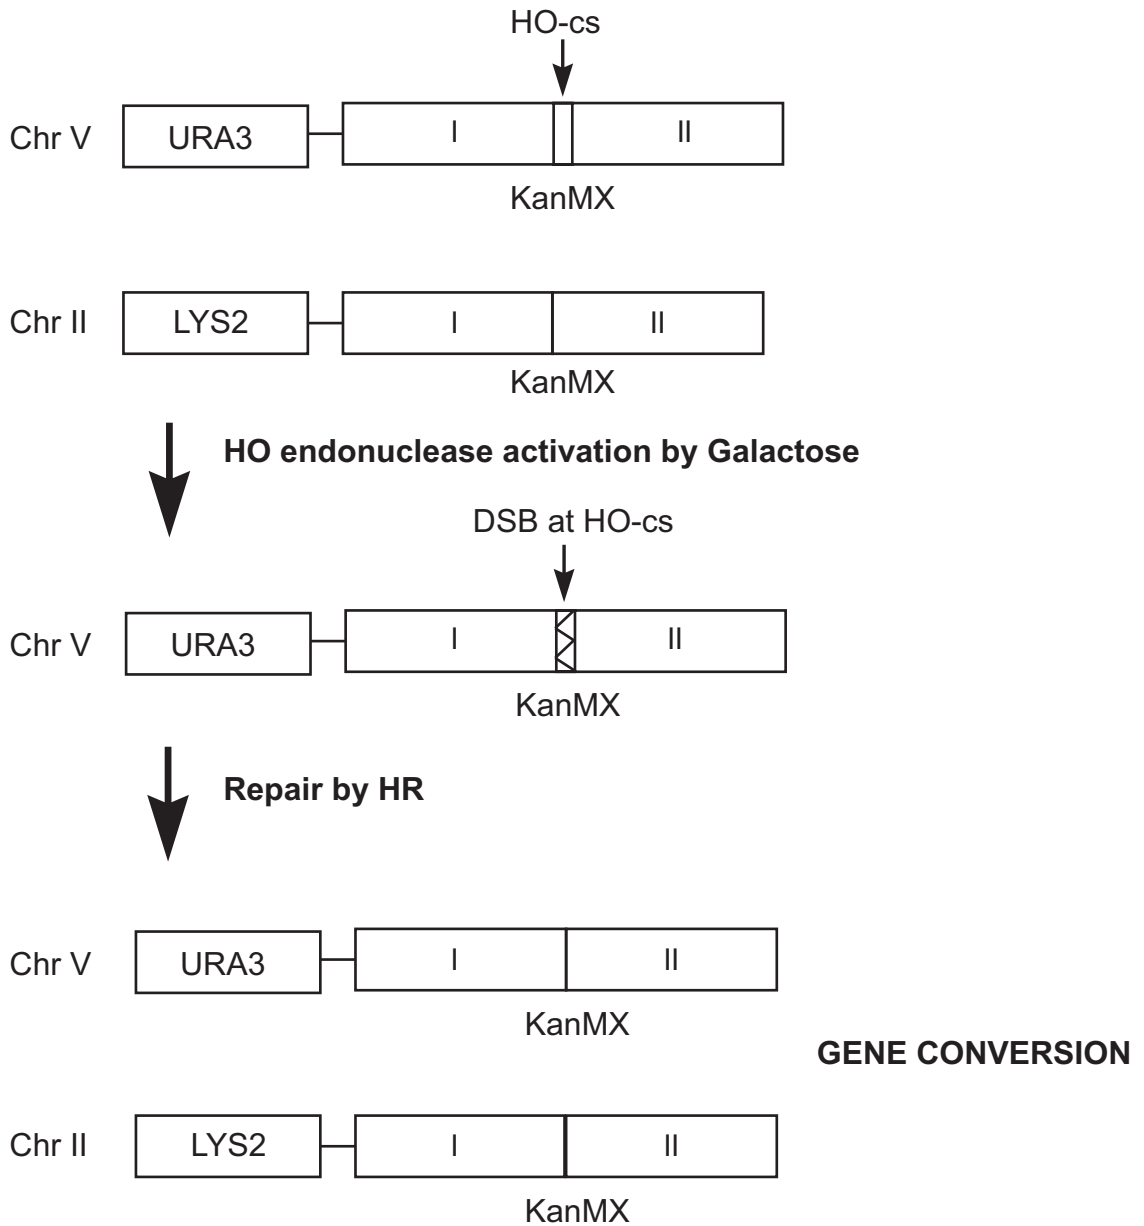 HO-cs
Chr V URA3 I II
KanMX
Chr II LYS2 I II
KanMX
HO endonuclease activation by Galactose
DSB at HO-cs
Chr V URA3 I II
KanMX
Repair by HR
Chr V URA3 I II
KanMX
GENE CONVERSION
Chr II LYS2 I II
KanMX